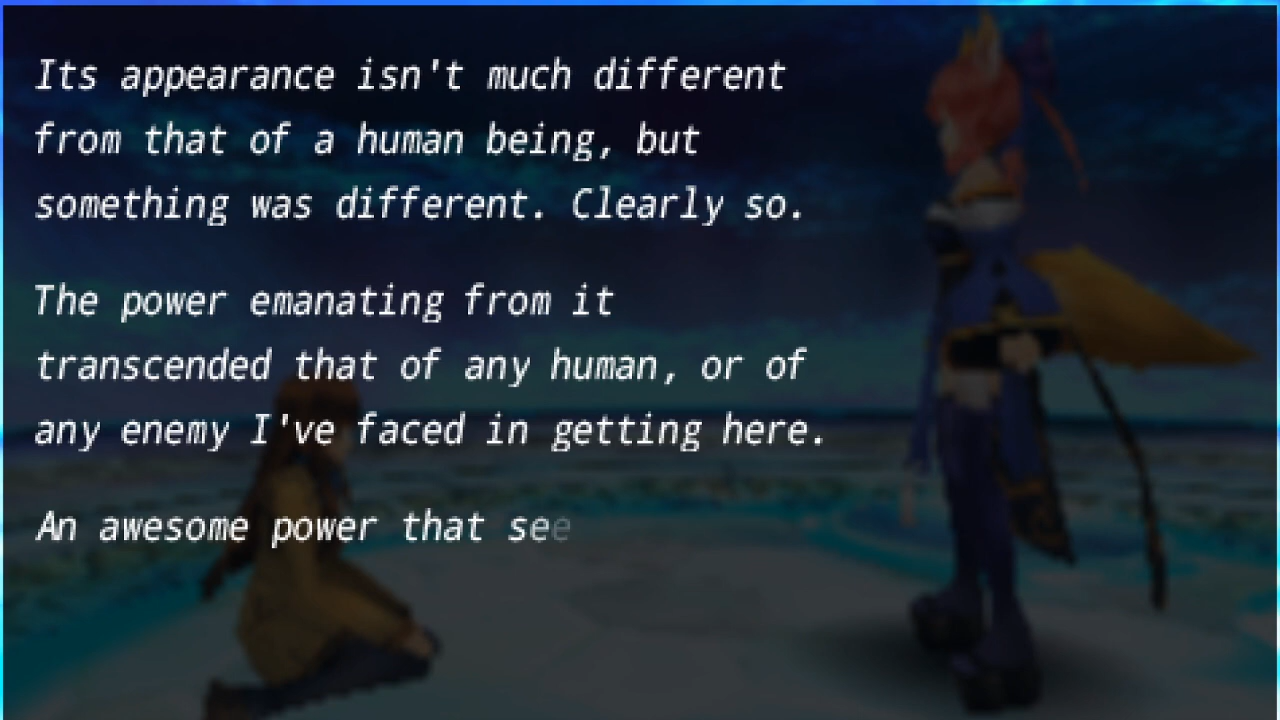 Its appearance isn't much different
from that of a human being, but
something was different. Clearly so.
The power emanating from it
transcended that of any human, or of
any enemy I've faced in getting here.
An awesome power that see